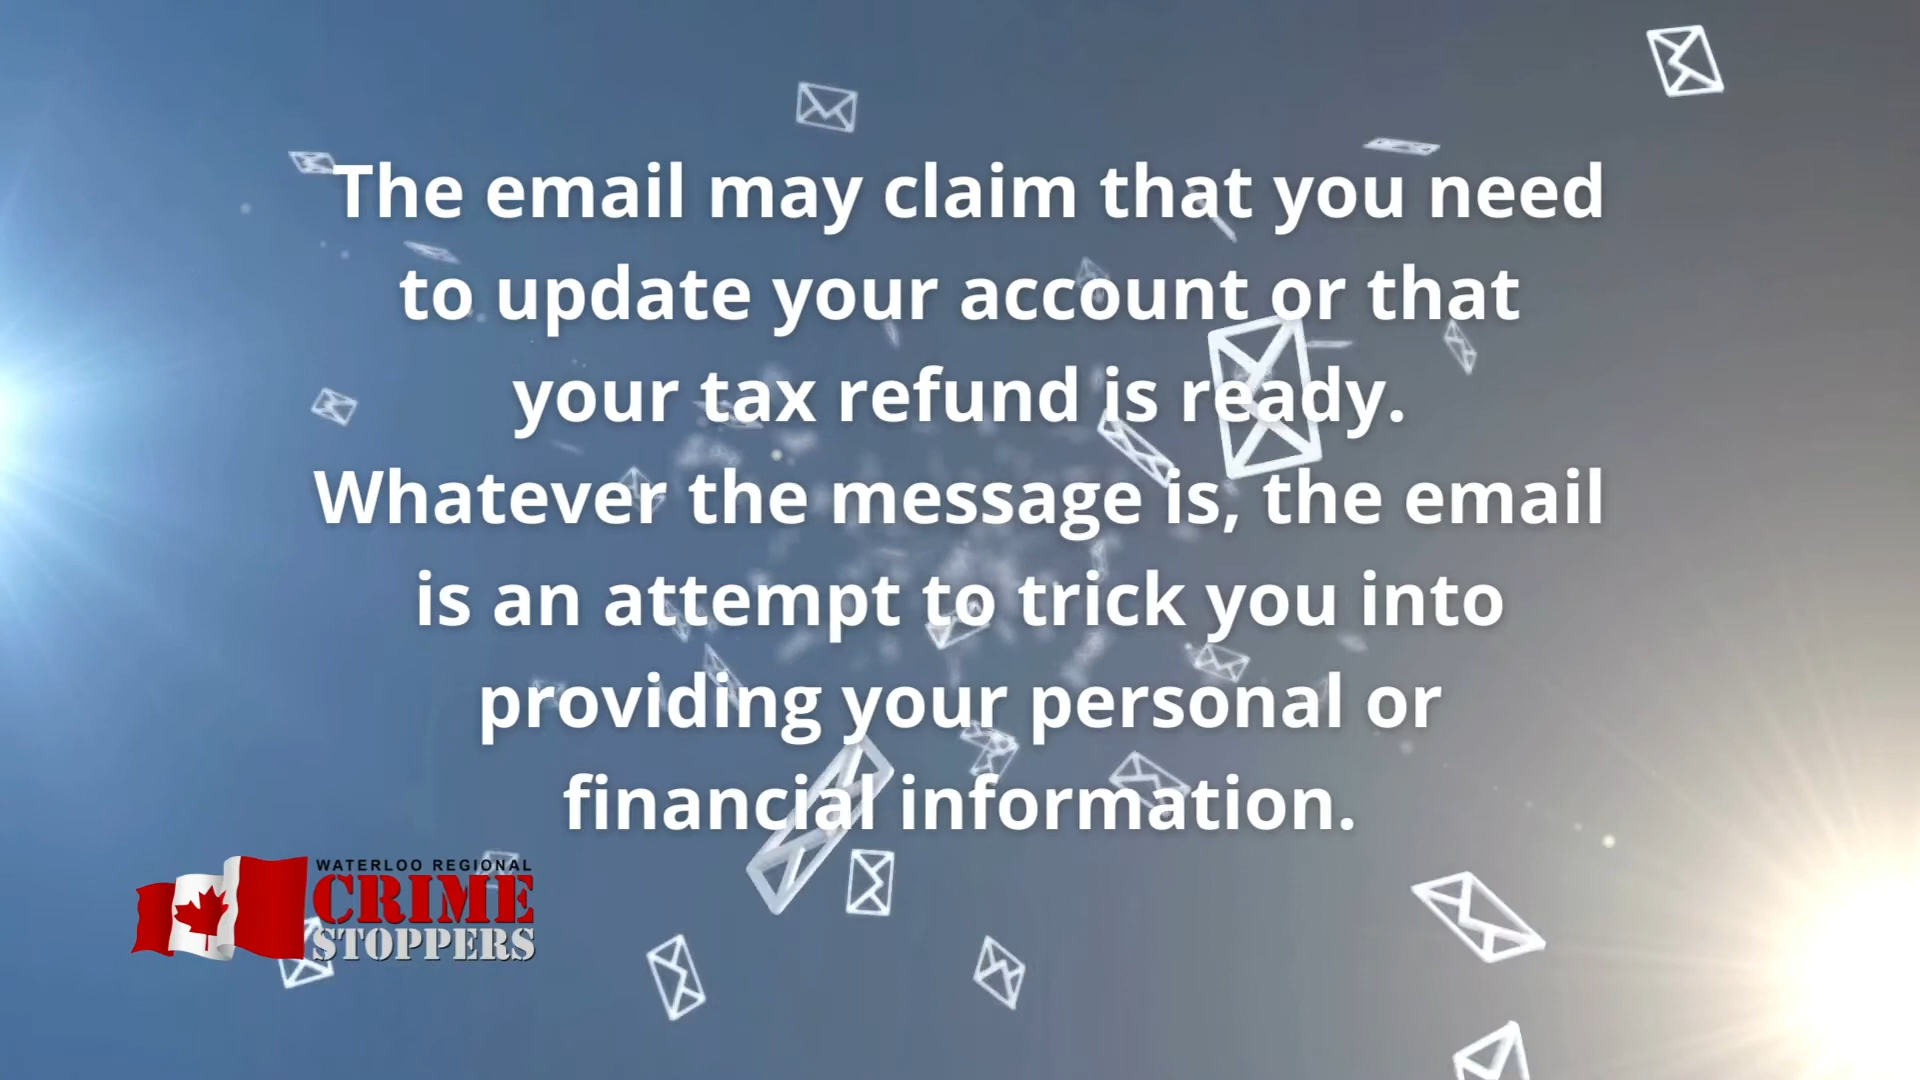 The email may claim that you need
to update your account or that
your tax refund is ready.
Whatever the message is, the email
is an attempt to trick you into
providing your personal or
financial information.
WATERLOO REGIONAL
CRIME
STOPPERS